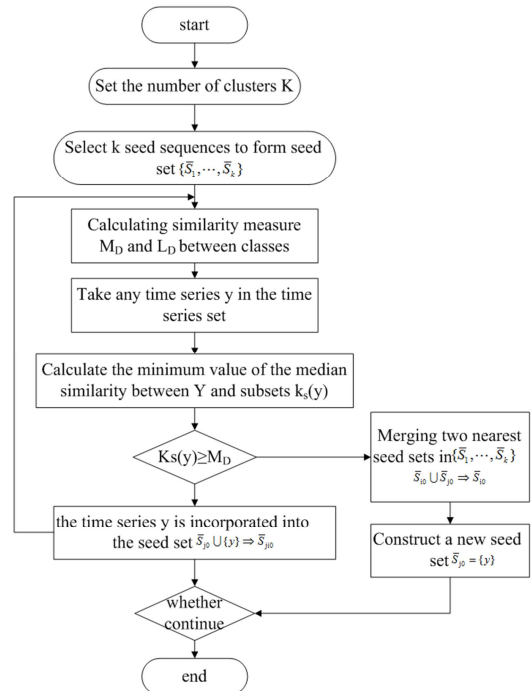 start
Set the number of clusters K
Select k seed sequences to form seed
set {S̅₁,⋯,S̅ₖ}
Calculating similarity measure
M_D and L_D between classes
Take any time series y in the time
series set
Calculate the minimum value of the median
similarity between Y and subsets kₛ(y)
Ks(y)≥M_D
the time series y is incorporated into
the seed set S̅ⱼ₀ ∪ {y} ⇒ S̅ⱼᵢ₀
Merging two nearest
seed sets in{S̅₁,⋯,S̅ₖ}
S̅ᵢ₀ ∪ S̅ⱼ₀ ⇒ S̅ᵢ₀
Construct a new seed
set S̅ⱼ₀ = {y}
whether
continue
end